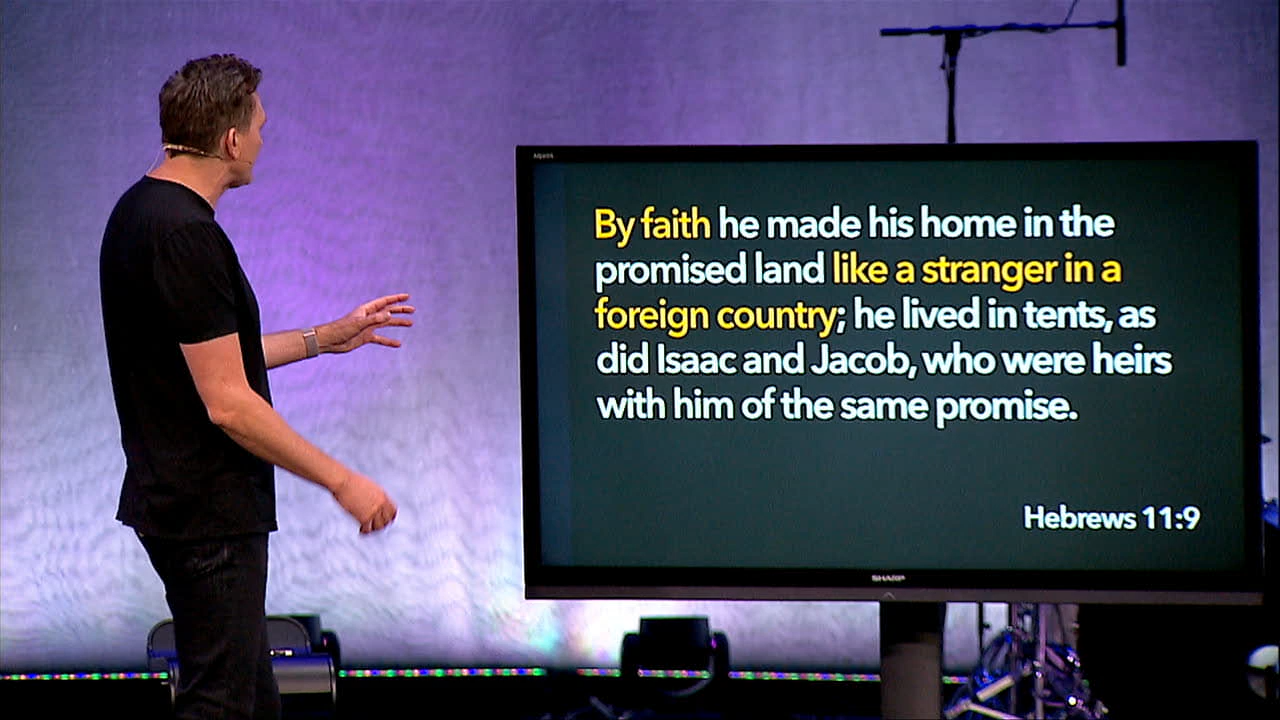 By faith he made his home in the
promised land like a stranger in a
foreign country; he lived in tents, as
did Isaac and Jacob, who were heirs
with him of the same promise.
Hebrews 11:9
SHARP